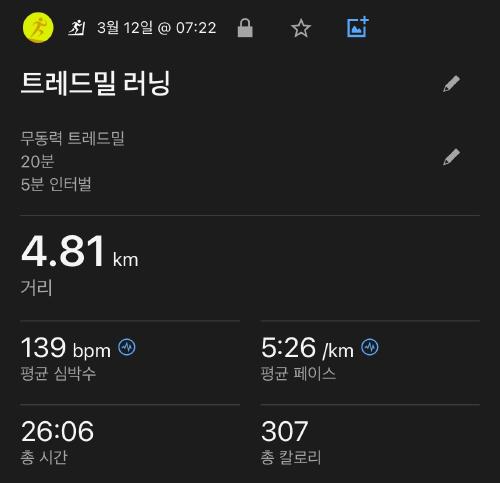 3월 12일 @ 07:22
트레드밀 러닝
무동력 트레드밀
20분
5분 인터벌
4.81 km
거리
139 bpm
평균 심박수
5:26 /km
평균 페이스
26:06
총 시간
307
총 칼로리